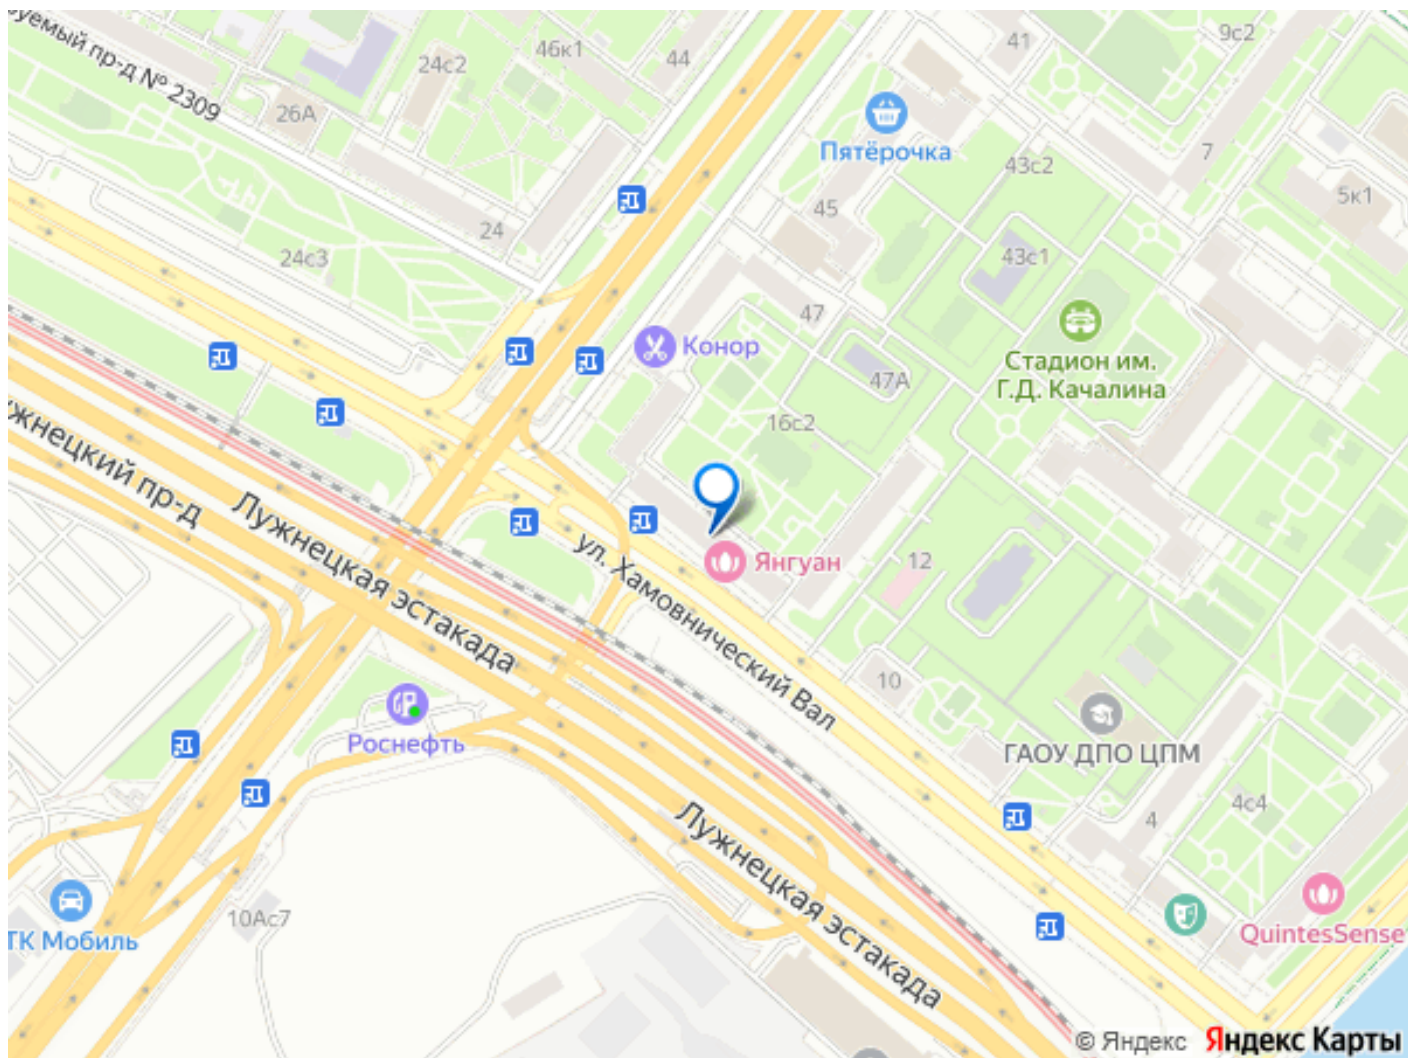 уемый пр-д № 2309
46к1
44
41
9с2
24с2
26А
Пятёрочка
43с2
7
5к1
45
24
24с3
43с1
47
Конор
Стадион им.
Г.Д. Качалина
47А
16с2
жнецкий пр-д
Лужнецкая эстакада
ул. Хамовнический Вал
Янгуан
12
10
Роснефть
ГАОУ ДПО ЦПМ
4с4
4
Лужнецкая эстакада
10Ас7
ТК Мобиль
QuintesSense
© Яндекс Яндекс Карты